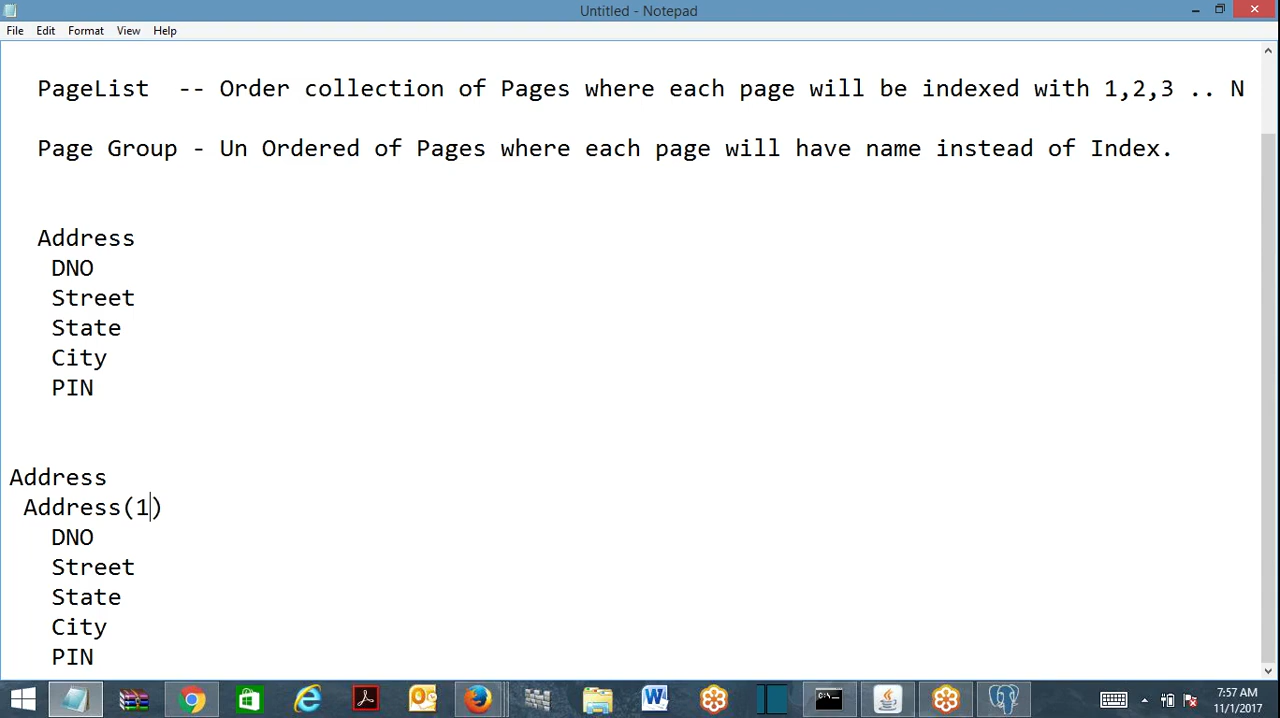 Untitled - Notepad
File Edit Format View Help
PageList -- Order collection of Pages where each page will be indexed with 1,2,3 .. N
Page Group - Un Ordered of Pages where each page will have name instead of Index.
Address
DNO
Street
State
City
PIN
Address
Address(1)
DNO
Street
State
City
PIN
7:57 AM
11/1/2017